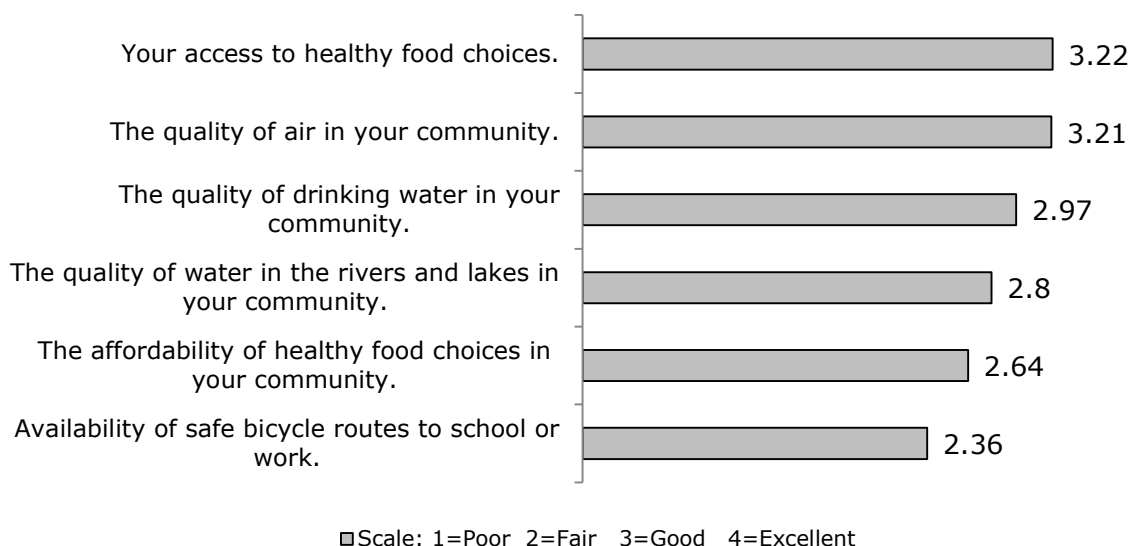 Your access to healthy food choices.
3.22
The quality of air in your community.
3.21
The quality of drinking water in your
community.
2.97
The quality of water in the rivers and lakes in
your community.
2.8
The affordability of healthy food choices in
your community.
2.64
Availability of safe bicycle routes to school or
work.
2.36
Scale: 1=Poor 2=Fair 3=Good 4=Excellent